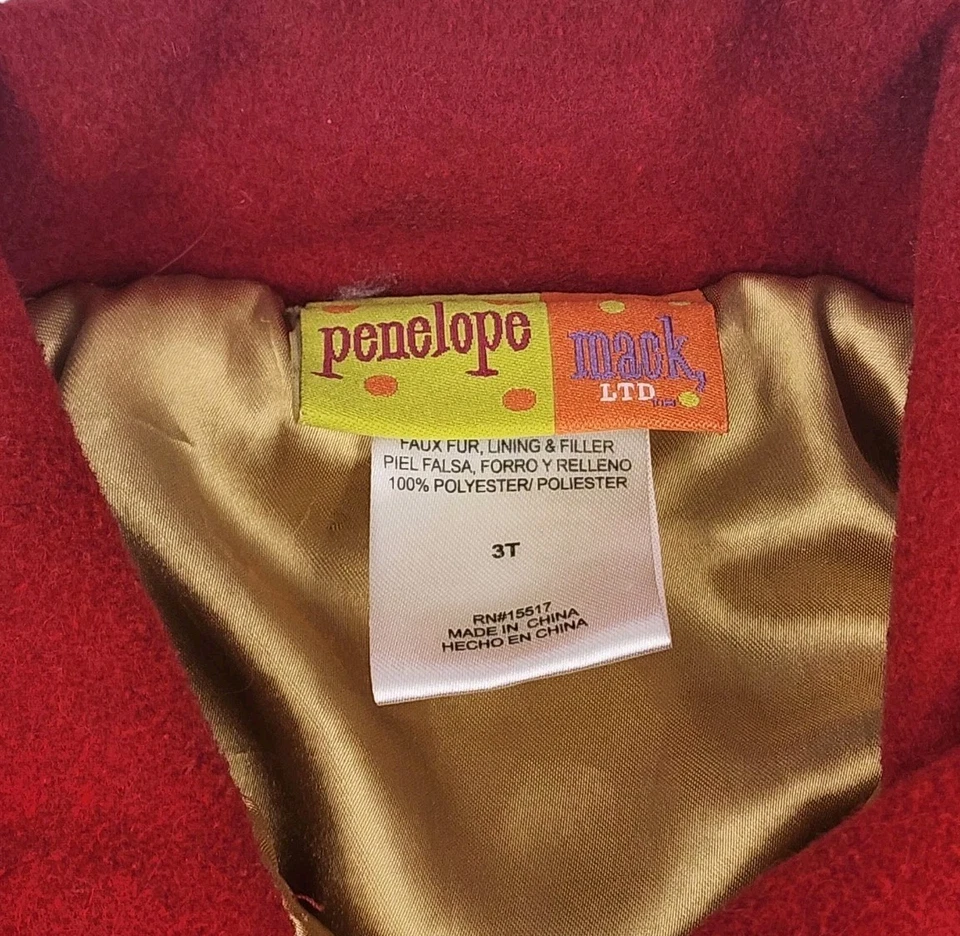 penelope
mack,
LTD
FAUX FUR, LINING & FILLER
PIEL FALSA, FORRO Y RELLENO
100% POLYESTER/ POLIESTER
3T
RN#15517
MADE IN CHINA
HECHO EN CHINA